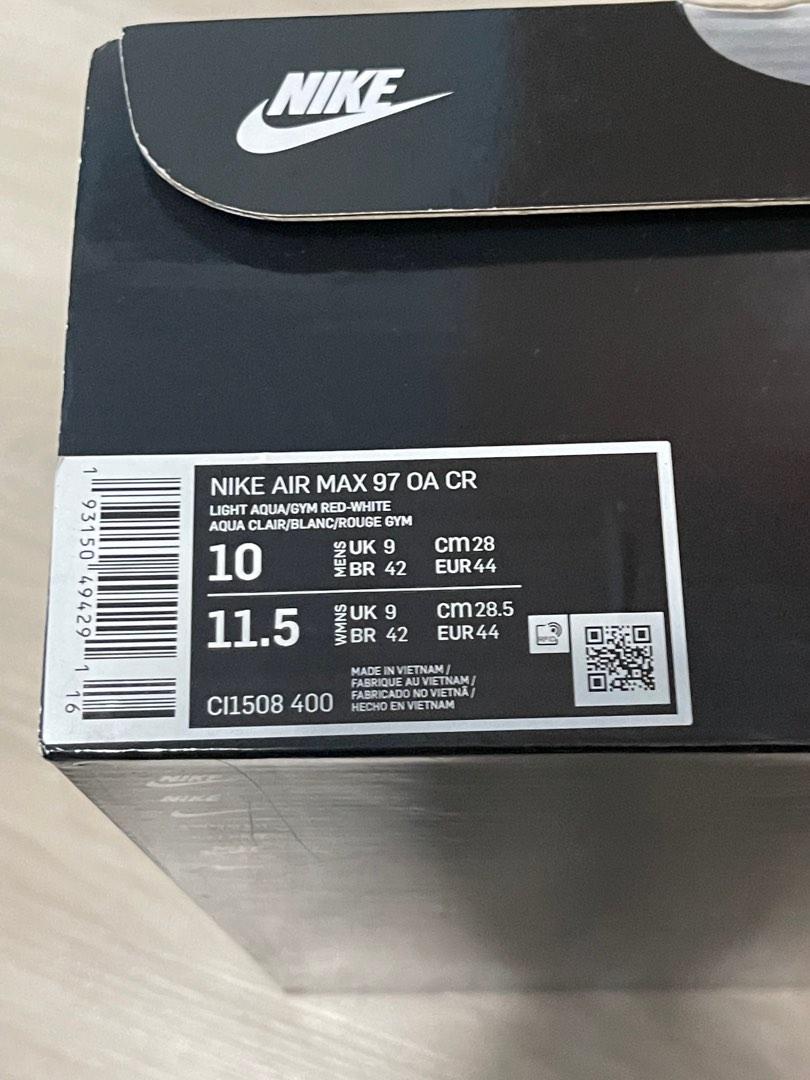 NIKE
NIKE AIR MAX 97 OA CR
LIGHT AQUA/GYM RED-WHITE
AQUA CLAIR/BLANC/ROUGE GYM
10 MENS UK 9 cm 28
BR 42 EUR 44
11.5 WMNS UK 9 cm 28.5
BR 42 EUR 44
RFID
CI1508 400
MADE IN VIETNAM /
FABRIQUE AU VIETNAM /
FABRICADO NO VIETNÃ /
HECHO EN VIETNAM
1 93150 49429 1 16
NIKE
NIKE